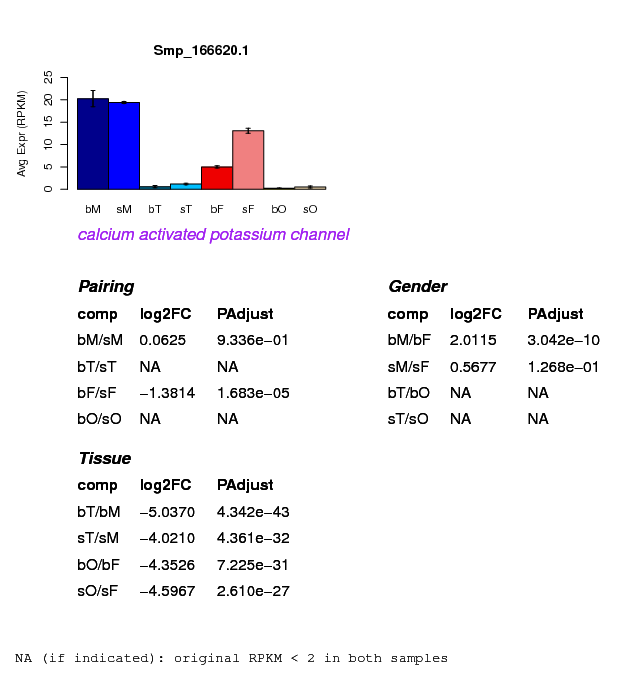 Smp_166620.1
Avg Expr (RPKM)
0 5 10 15 20 25
bM sM bT sT bF sF bO sO
calcium activated potassium channel
Pairing
comp log2FC PAdjust
bM/sM 0.0625 9.336e−01
bT/sT NA NA
bF/sF −1.3814 1.683e−05
bO/sO NA NA
Gender
comp log2FC PAdjust
bM/bF 2.0115 3.042e−10
sM/sF 0.5677 1.268e−01
bT/bO NA NA
sT/sO NA NA
Tissue
comp log2FC PAdjust
bT/bM −5.0370 4.342e−43
sT/sM −4.0210 4.361e−32
bO/bF −4.3526 7.225e−31
sO/sF −4.5967 2.610e−27
NA (if indicated): original RPKM < 2 in both samples